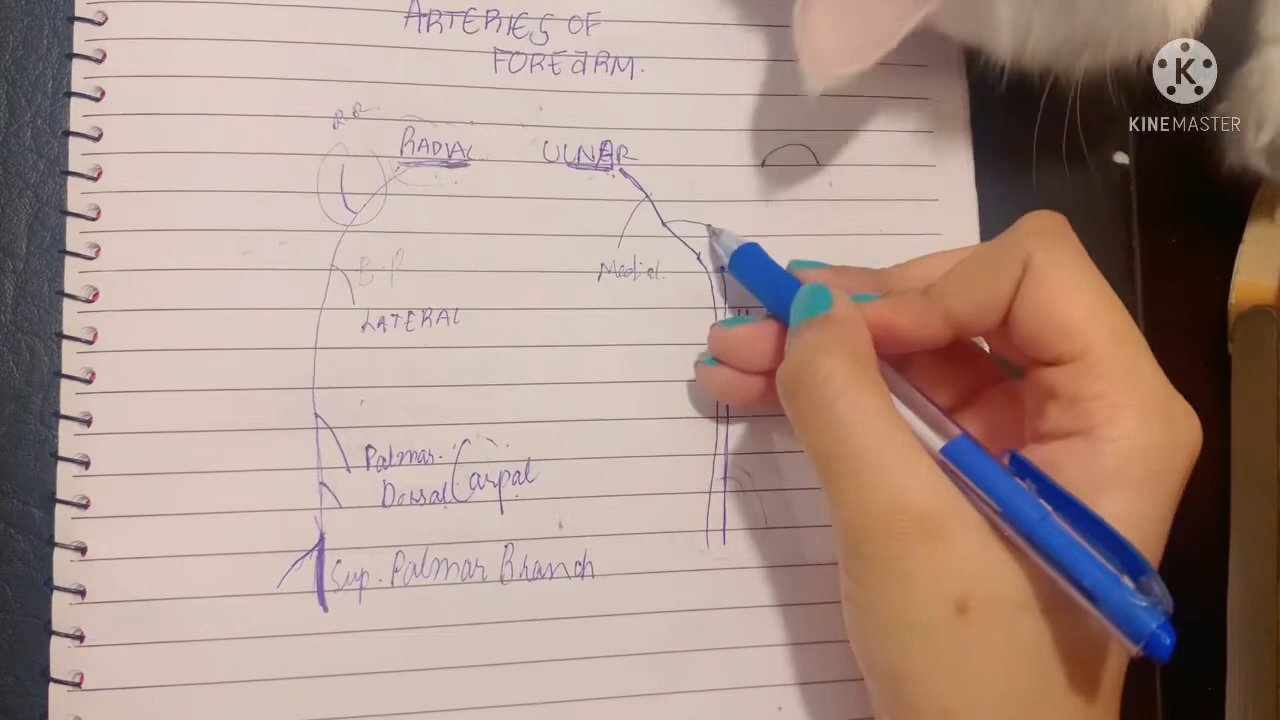 ARTERIES OF
FOREARM.
R.R.
RADIAL ULNAR
B-P
Medial.
LATERAL
Palmar.
Dorsal Carpal
Sup. Palmar Branch
K
KINEMASTER